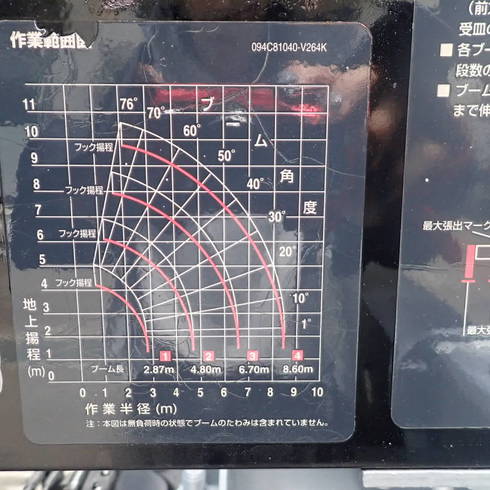 作業範囲図
094C81040-V264K
11
10
9
8
7
6
5
4
3
2
1
0
地上揚程(m)
76°
70°
60°
50°
40°
30°
20°
10°
1°
ブーム角度
フック揚程
フック揚程
フック揚程
フック揚程
1 2 3 4
ブーム長 2.87m 4.80m 6.70m 8.60m
0 .1 2 3 4 5 6 7 8 9 10
作業半径(m)
注:本図は無負荷時の状態でブームのたわみは含まれていません。
(前
受皿の
■ 各ブー
段数の
■ ブーム
まで伸
最大張出マーク
最大張